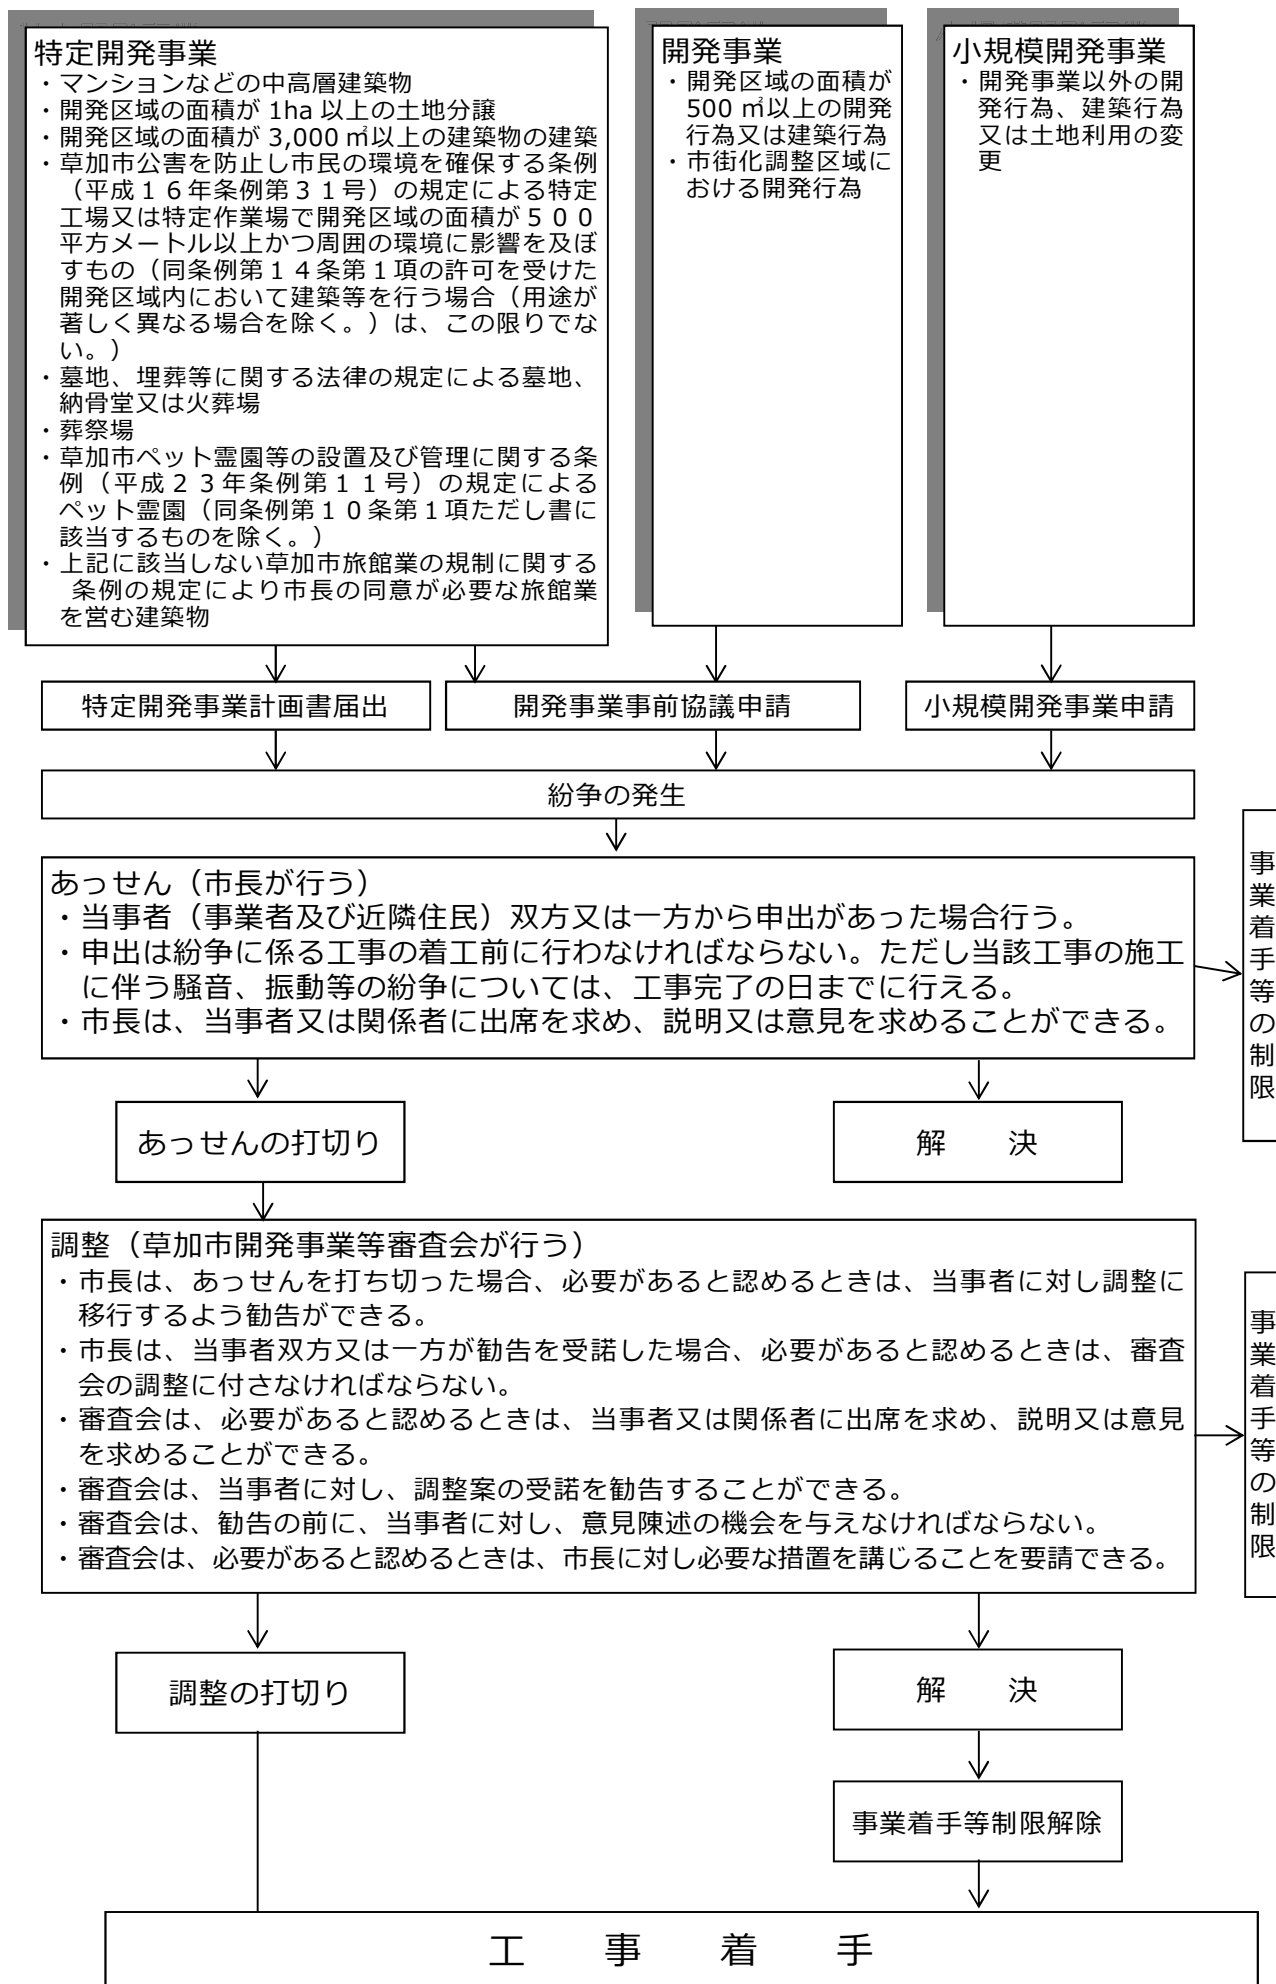 特定開発事業
・マンションなどの中高層建築物
・開発区域の面積が 1ha 以上の土地分譲
・開発区域の面積が 3,000 ㎡以上の建築物の建築
・草加市公害を防止し市民の環境を確保する条例
（平成１６年条例第３１号）の規定による特定
工場又は特定作業場で開発区域の面積が５００
平方メートル以上かつ周囲の環境に影響を及ぼ
すもの（同条例第１４条第１項の許可を受けた
開発区域内において建築等を行う場合（用途が
著しく異なる場合を除く。）は、この限りでな
い。）
・墓地、埋葬等に関する法律の規定による墓地、
納骨堂又は火葬場
・葬祭場
・草加市ペット霊園等の設置及び管理に関する条
例（平成２３年条例第１１号）の規定による
ペット霊園（同条例第１０条第１項ただし書に
該当するものを除く。）
・上記に該当しない草加市旅館業の規制に関する
条例の規定により市長の同意が必要な旅館業
を営む建築物
開発事業
・開発区域の面積が
500 ㎡以上の開発
行為又は建築行為
・市街化調整区域に
おける開発行為
小規模開発事業
・開発事業以外の開
発行為、建築行為
又は土地利用の変
更
特定開発事業計画書届出
開発事業事前協議申請
小規模開発事業申請
紛争の発生
あっせん（市長が行う）
・当事者（事業者及び近隣住民）双方又は一方から申出があった場合行う。
・申出は紛争に係る工事の着工前に行わなければならない。ただし当該工事の施工
に伴う騒音、振動等の紛争については、工事完了の日までに行える。
・市長は、当事者又は関係者に出席を求め、説明又は意見を求めることができる。
事業着手等の制限
あっせんの打切り
解　　決
調整（草加市開発事業等審査会が行う）
・市長は、あっせんを打ち切った場合、必要があると認めるときは、当事者に対し調整に
移行するよう勧告ができる。
・市長は、当事者双方又は一方が勧告を受諾した場合、必要があると認めるときは、審査
会の調整に付さなければならない。
・審査会は、必要があると認めるときは、当事者又は関係者に出席を求め、説明又は意見
を求めることができる。
・審査会は、当事者に対し、調整案の受諾を勧告することができる。
・審査会は、勧告の前に、当事者に対し、意見陳述の機会を与えなければならない。
・審査会は、必要があると認めるときは、市長に対し必要な措置を講じることを要請できる。
事業着手等の制限
調整の打切り
解　　決
事業着手等制限解除
工　事　着　手